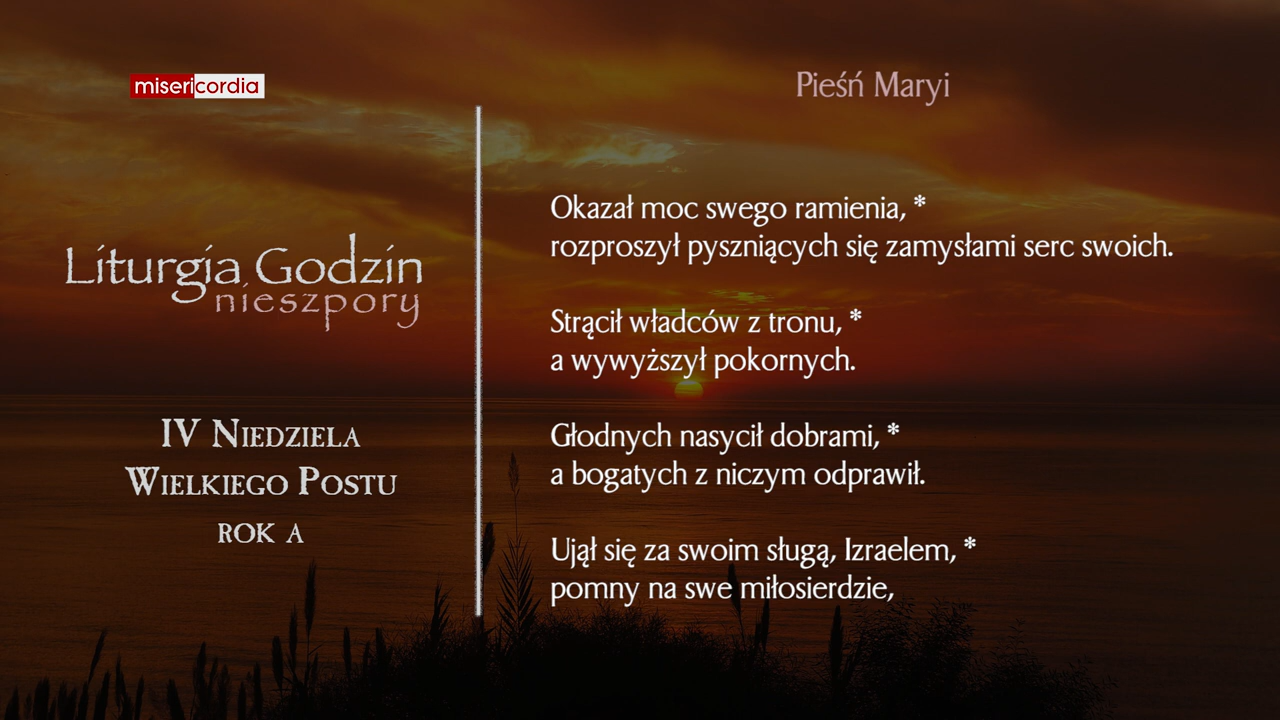 misericordia
Liturgia Godzin
nieszpory
IV Niedziela
Wielkiego Postu
rok A
Pieśń Maryi
Okazał moc swego ramienia, *
rozproszył pyszniących się zamysłami serc swoich.
Strącił władców z tronu, *
a wywyższył pokornych.
Głodnych nasycił dobrami, *
a bogatych z niczym odprawił.
Ujął się za swoim sługą, Izraelem, *
pomny na swe miłosierdzie,